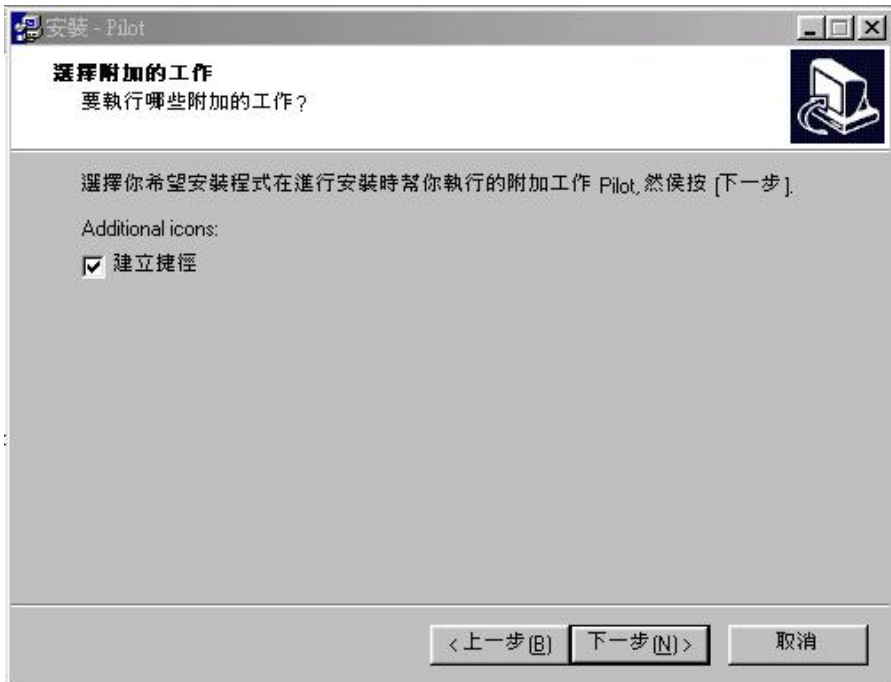 安裝 - Pilot
選擇附加的工作
要執行哪些附加的工作?
選擇你希望安裝程式在進行安裝時幫你執行的附加工作 Pilot, 然侯按 [下一步].
Additional icons:
建立捷徑
<上一步(B) 下一步(N)> 取消